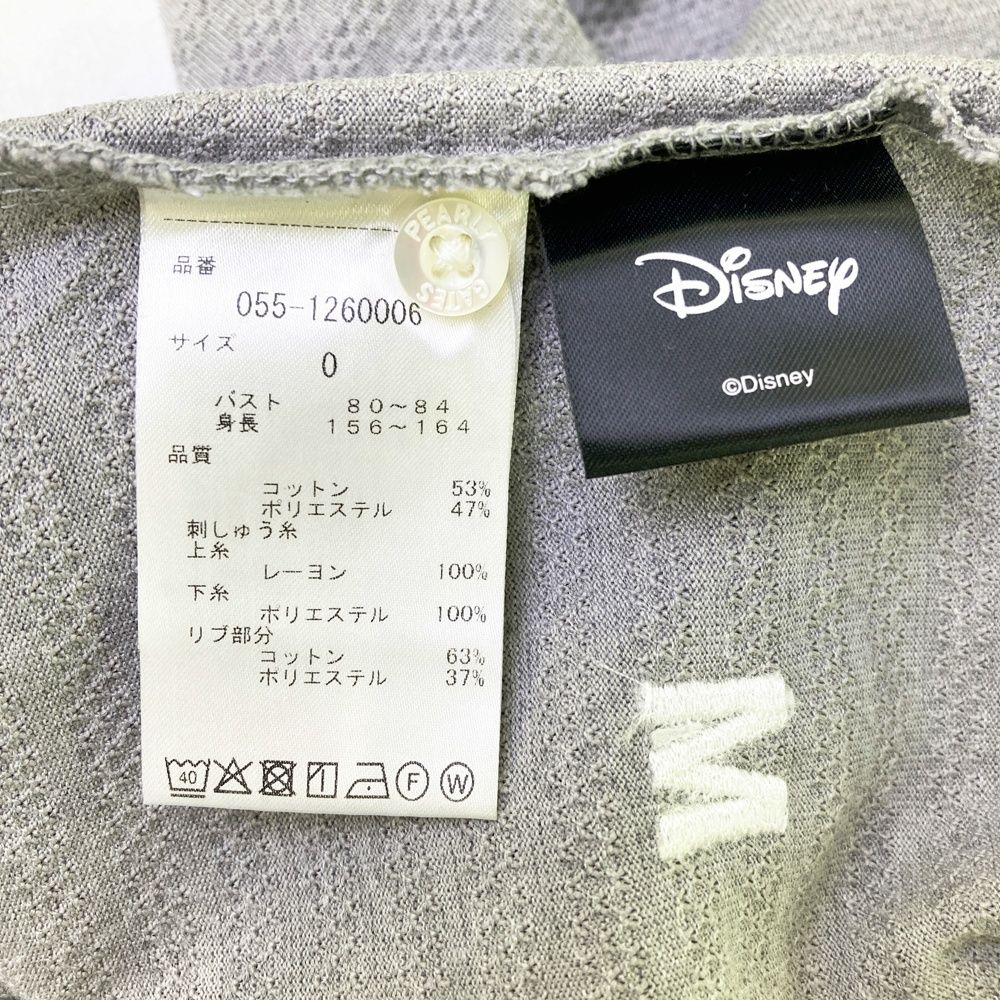 PEARLY
GATES
品番
055-1260006
サイズ
0
バスト 80～84
身長 156～164
品質
コットン 53%
ポリエステル 47%
刺しゅう糸
上糸
レーヨン 100%
下糸
ポリエステル 100%
リブ部分
コットン 63%
ポリエステル 37%
40
F
W
Disney
©Disney
M